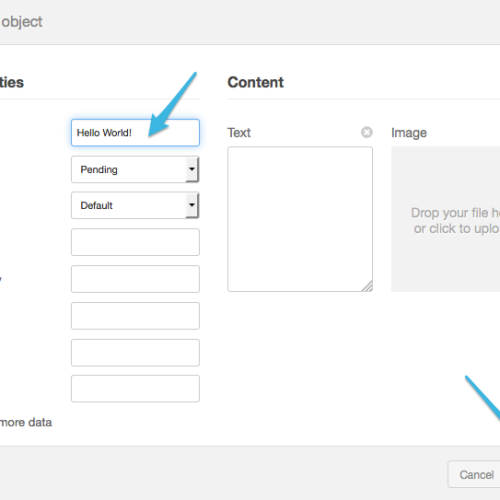 object
ties
Content
Hello World!
Text
Image
Pending
Default
Drop your file h
or click to uplo
more data
Cancel